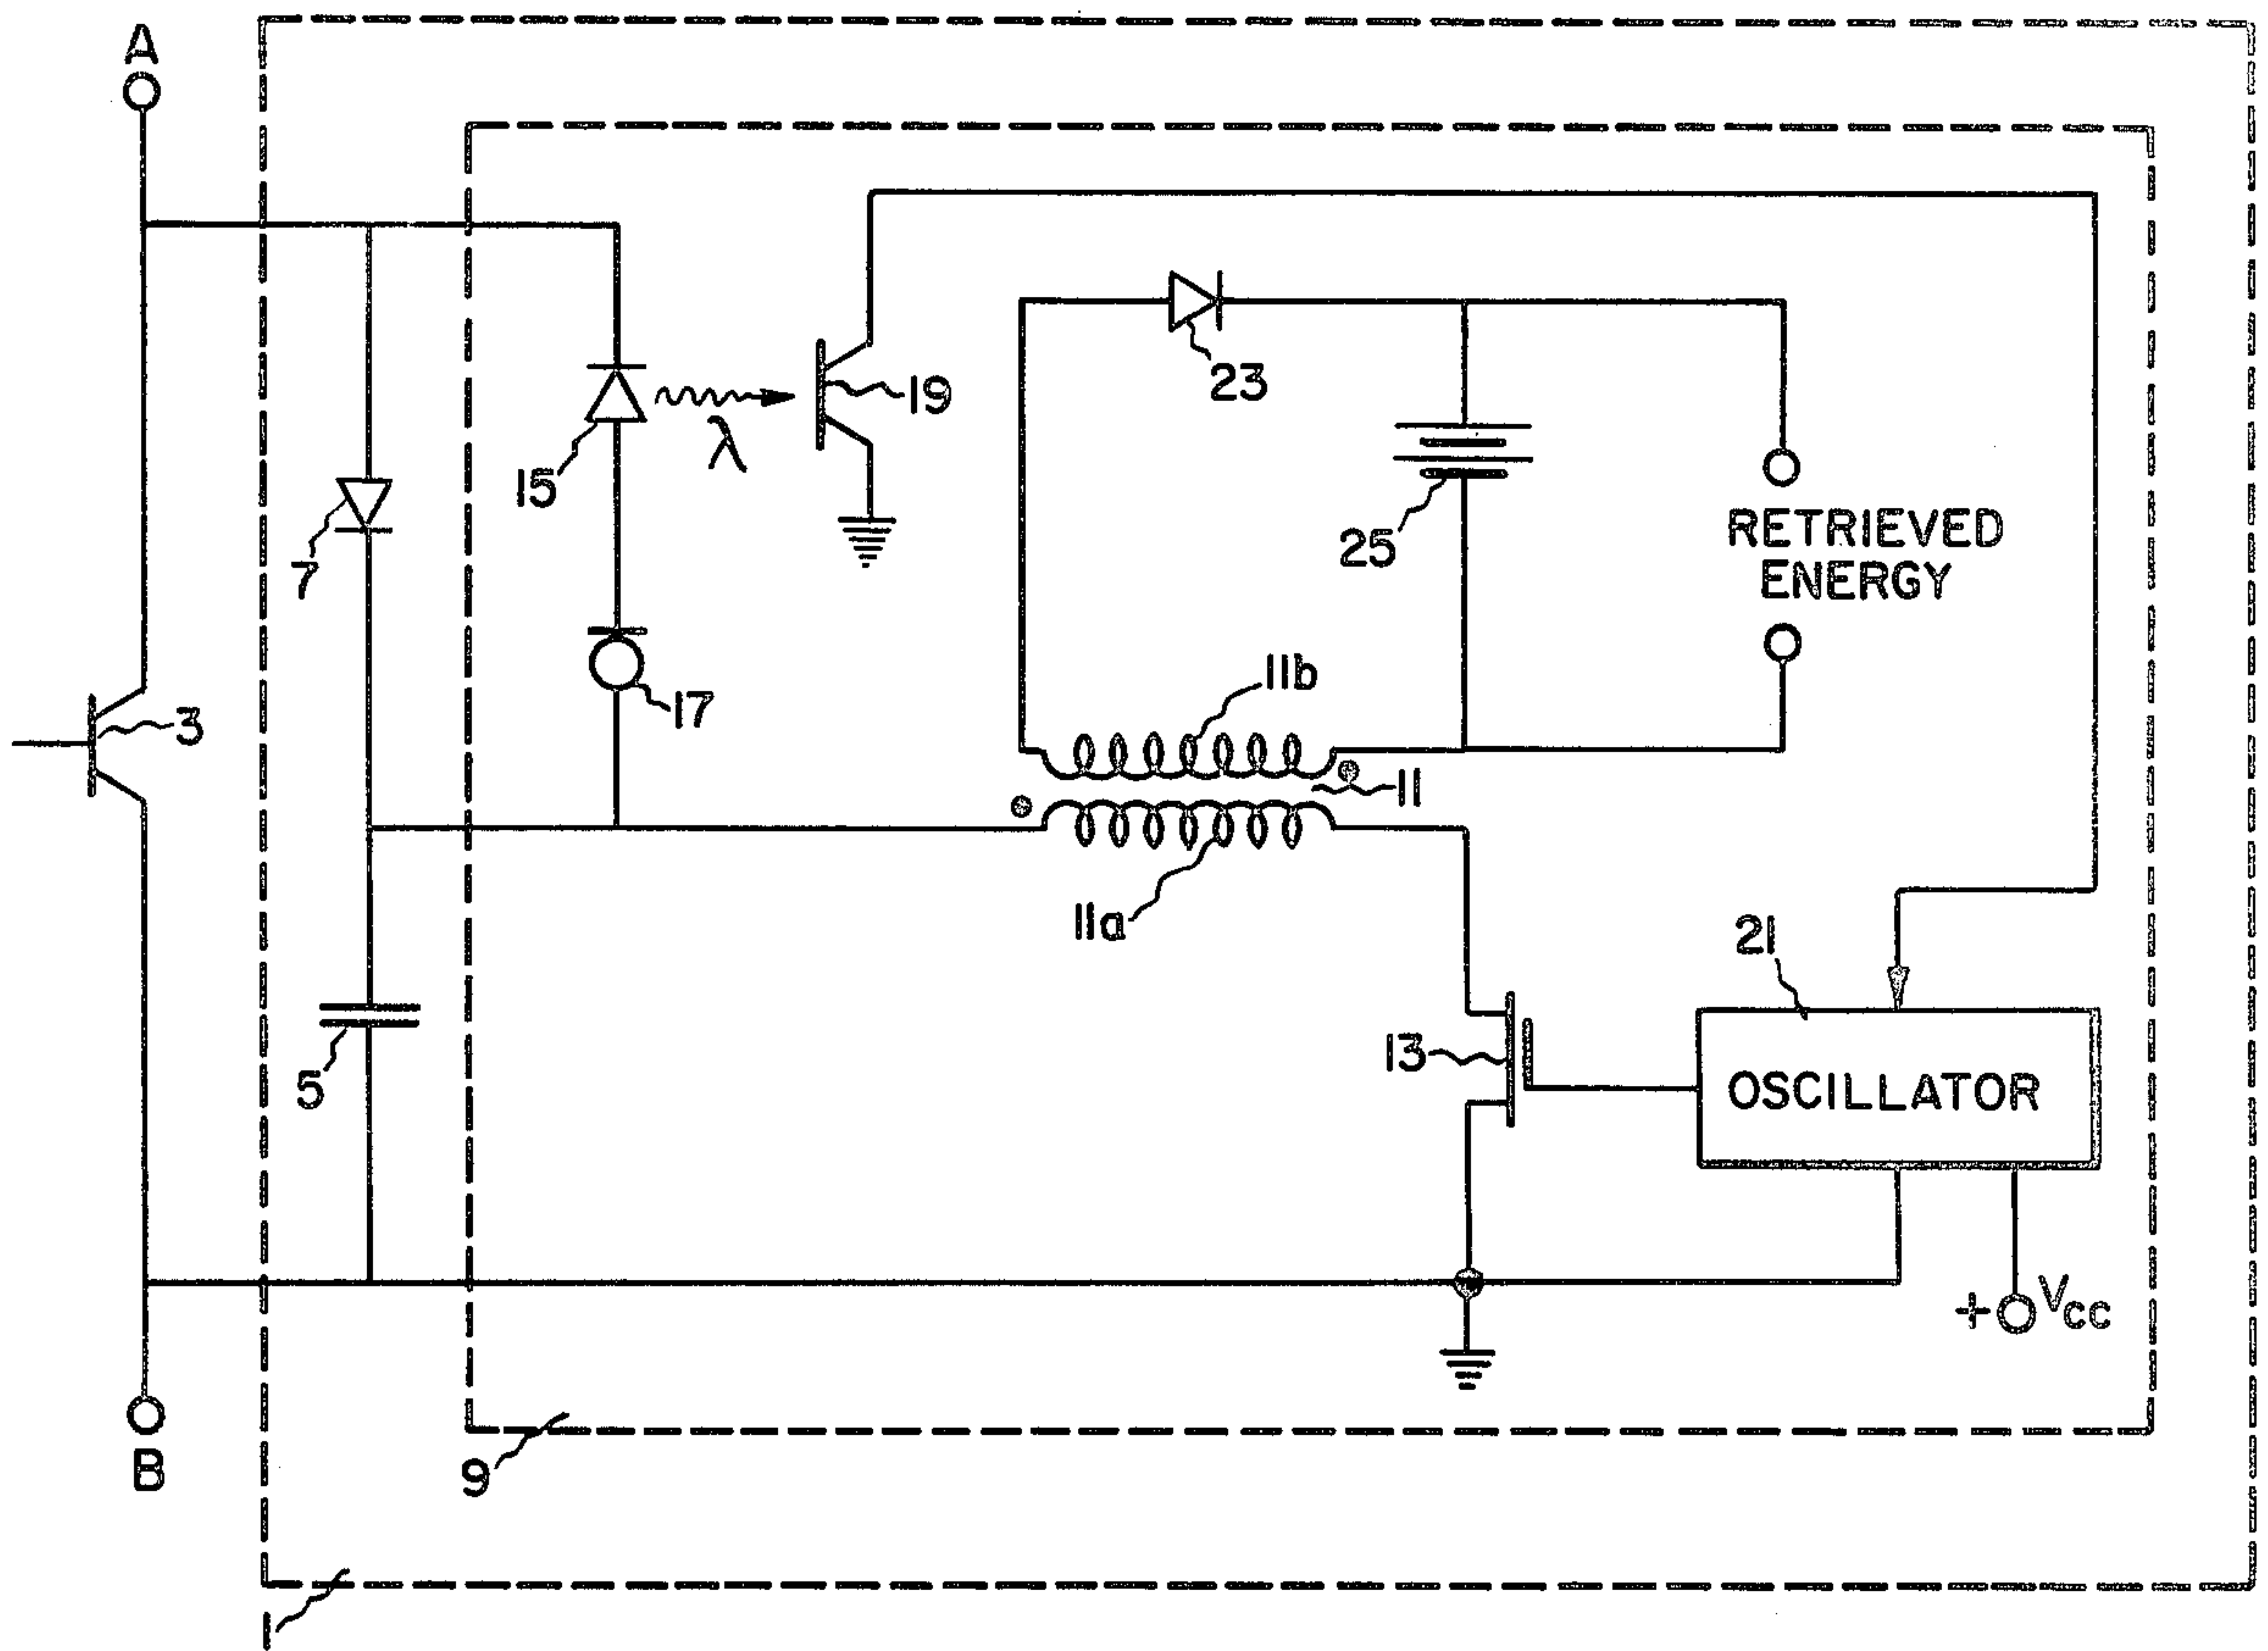 A
19
23
15
λ
25
RETRIEVED
ENERGY
7
11b
17
3
11
11a
21
13
OSCILLATOR
5
+ VCC
B
9
1